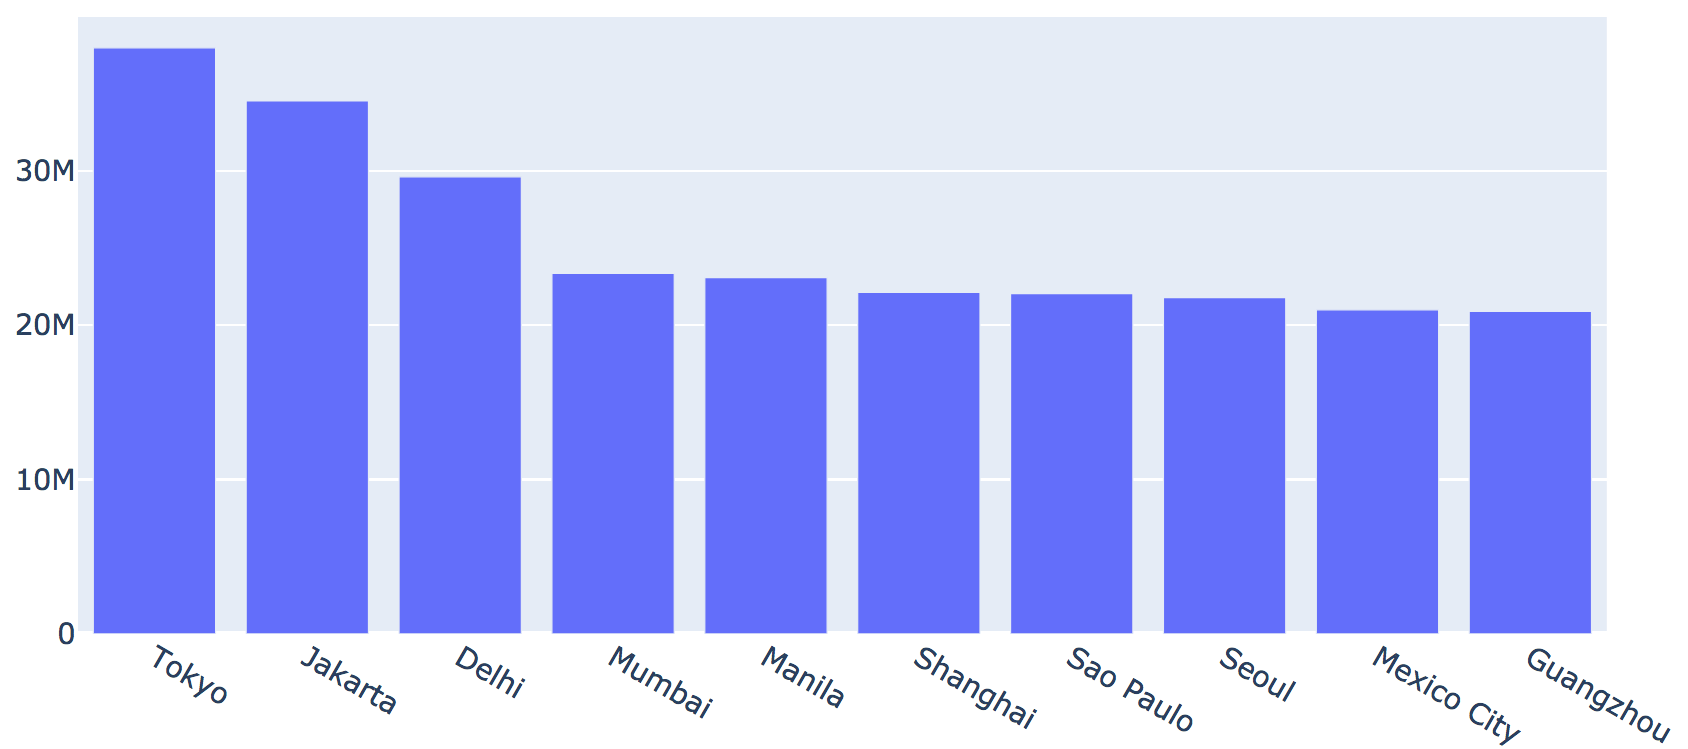 30M
20M
10M
0
Tokyo
Jakarta
Delhi
Mumbai
Manila
Shanghai
Sao Paulo
Seoul
Mexico City
Guangzhou